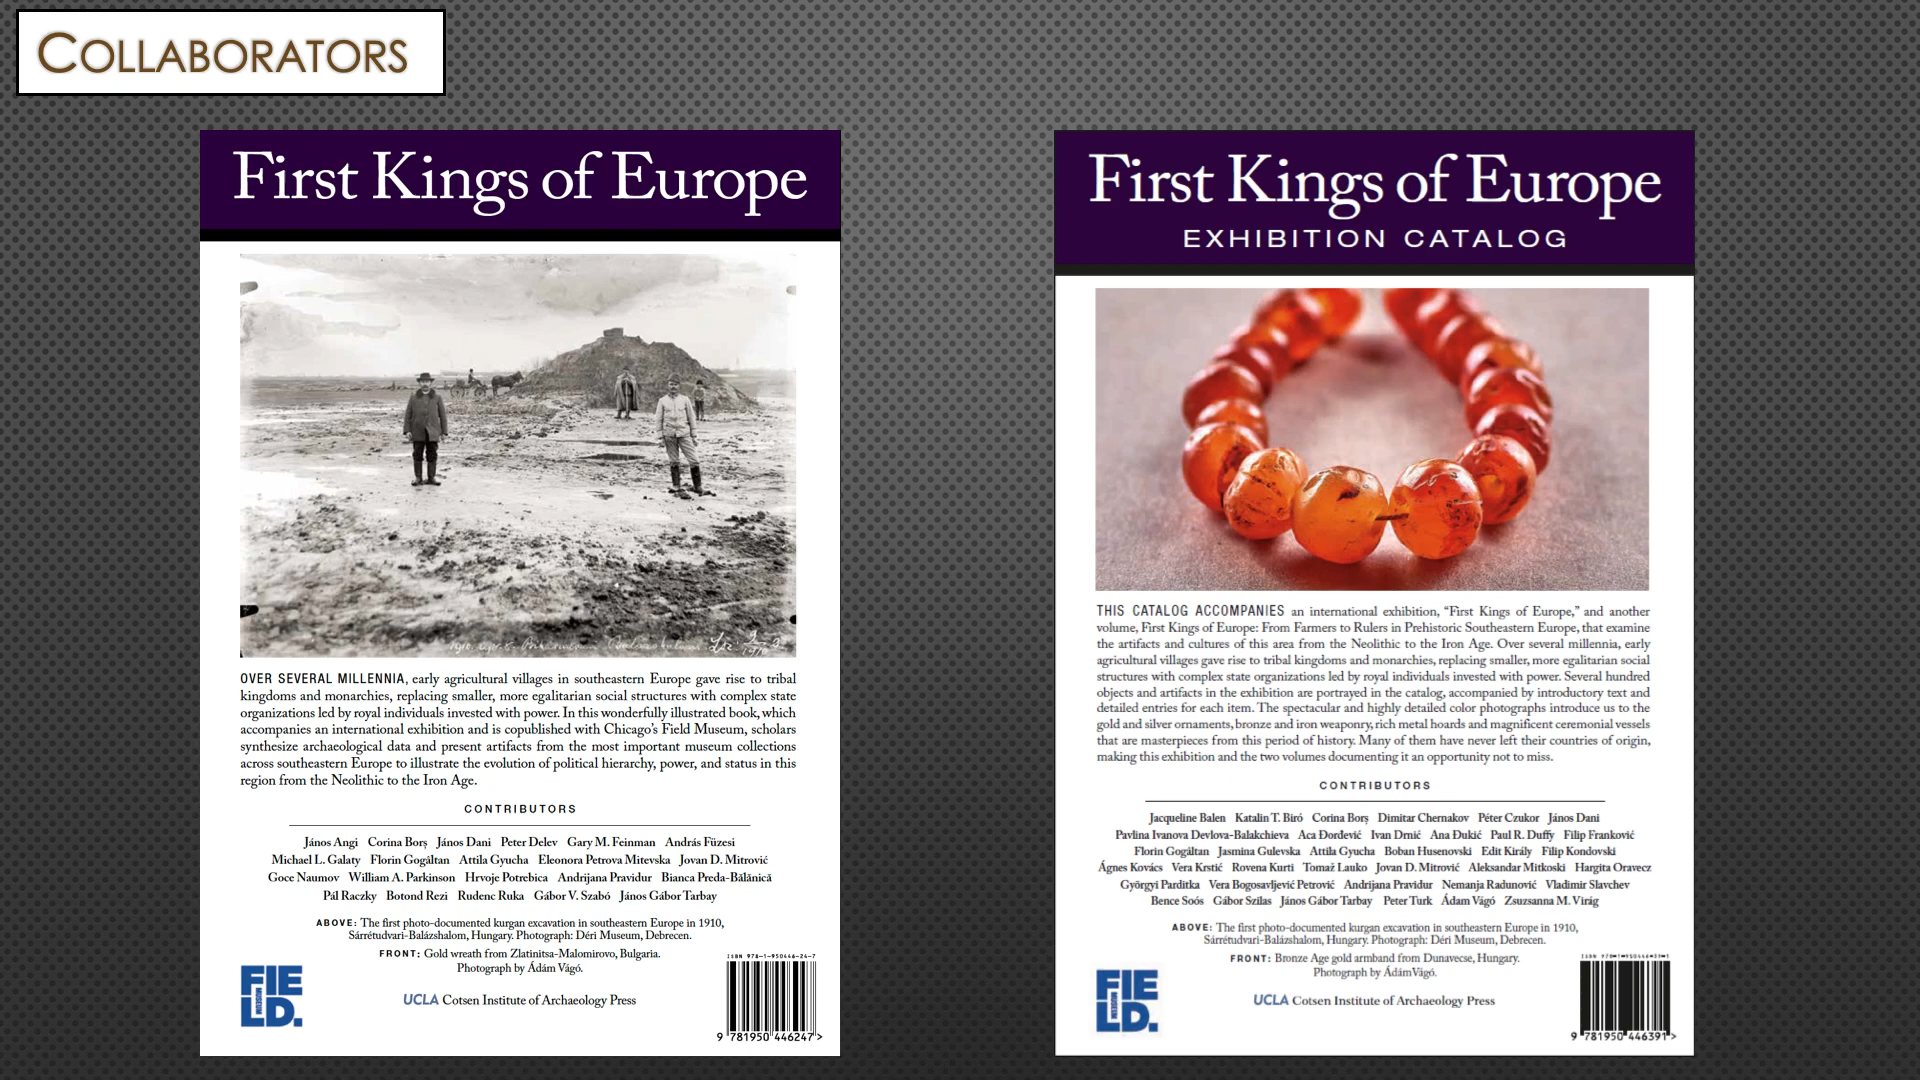 COLLABORATORS
First Kings of Europe
OVER SEVERAL MILLENNIA, early agricultural villages in southeastern Europe gave rise to tribal
kingdoms and monarchies, replacing smaller, more egalitarian social structures with complex state
organizations led by royal individuals invested with power. In this wonderfully illustrated book, which
accompanies an international exhibition and is copublished with Chicago's Field Museum, scholars
synthesize archaeological data and present artifacts from the most important museum collections
across southeastern Europe to illustrate the evolution of political hierarchy, power, and status in this
region from the Neolithic to the Iron Age.
CONTRIBUTORS
János Angi Corina Borș János Dani Peter Delev Gary M. Feinman András Füzesi
Michael L. Galaty Florin Gogâltan Attila Gyucha Eleonora Petrova Mitevska Jovan D. Mitrović
Goce Naumov William A. Parkinson Hrvoje Potrebica Andrijana Pravidur Bianca Preda-Bălănică
Pál Raczky Botond Rezi Rudenc Ruka Gábor V. Szabó János Gábor Tarbay
ABOVE: The first photo-documented kurgan excavation in southeastern Europe in 1910,
Sárrétudvari-Balázshalom, Hungary. Photograph: Déri Museum, Debrecen.
FRONT: Gold wreath from Zlatinitsa-Malomirovo, Bulgaria.
Photograph by Ádám Vágó.
FIELD. MUSEUM
UCLA Cotsen Institute of Archaeology Press
ISBN 978-1-950446-24-7
9 781950 446247 >
First Kings of Europe
EXHIBITION CATALOG
THIS CATALOG ACCOMPANIES an international exhibition, “First Kings of Europe,” and another
volume, First Kings of Europe: From Farmers to Rulers in Prehistoric Southeastern Europe, that examine
the artifacts and cultures of this area from the Neolithic to the Iron Age. Over several millennia, early
agricultural villages gave rise to tribal kingdoms and monarchies, replacing smaller, more egalitarian social
structures with complex state organizations led by royal individuals invested with power. Several hundred
objects and artifacts in the exhibition are portrayed in the catalog, accompanied by introductory text and
detailed entries for each item. The spectacular and highly detailed color photographs introduce us to the
gold and silver ornaments, bronze and iron weaponry, rich metal hoards and magnificent ceremonial vessels
that are masterpieces from this period of history. Many of them have never left their countries of origin,
making this exhibition and the two volumes documenting it an opportunity not to miss.
CONTRIBUTORS
Jacqueline Balen Katalin T. Biró Corina Borș Dimitar Chernakov Péter Czukor János Dani
Pavlina Ivanova Devlova-Balakchieva Aca Đorđević Ivan Drnić Ana Đukić Paul R. Duffy Filip Franković
Florin Gogâltan Jasmina Gulevska Attila Gyucha Boban Husenovski Edit Király Filip Kondovski
Ágnes Kovács Vera Krstić Rovena Kurti Tomaž Lauko Jovan D. Mitrović Aleksandar Mitkoski Hargita Oravecz
Györgyi Parditka Vera Bogosavljević Petrović Andrijana Pravidur Nemanja Radunović Vladimir Slavchev
Bence Soós Gábor Szilas János Gábor Tarbay Peter Turk Ádam Vágó Zsuzsanna M. Virág
ABOVE: The first photo-documented kurgan excavation in southeastern Europe in 1910,
Sárrétudvari-Balázshalom, Hungary. Photograph: Déri Museum, Debrecen.
FRONT: Bronze Age gold armband from Dunavecse, Hungary.
Photograph by ÁdámVágó.
FIELD. MUSEUM
UCLA Cotsen Institute of Archaeology Press
ISBN 978-1-950446-39-1
9 781950 446391 >